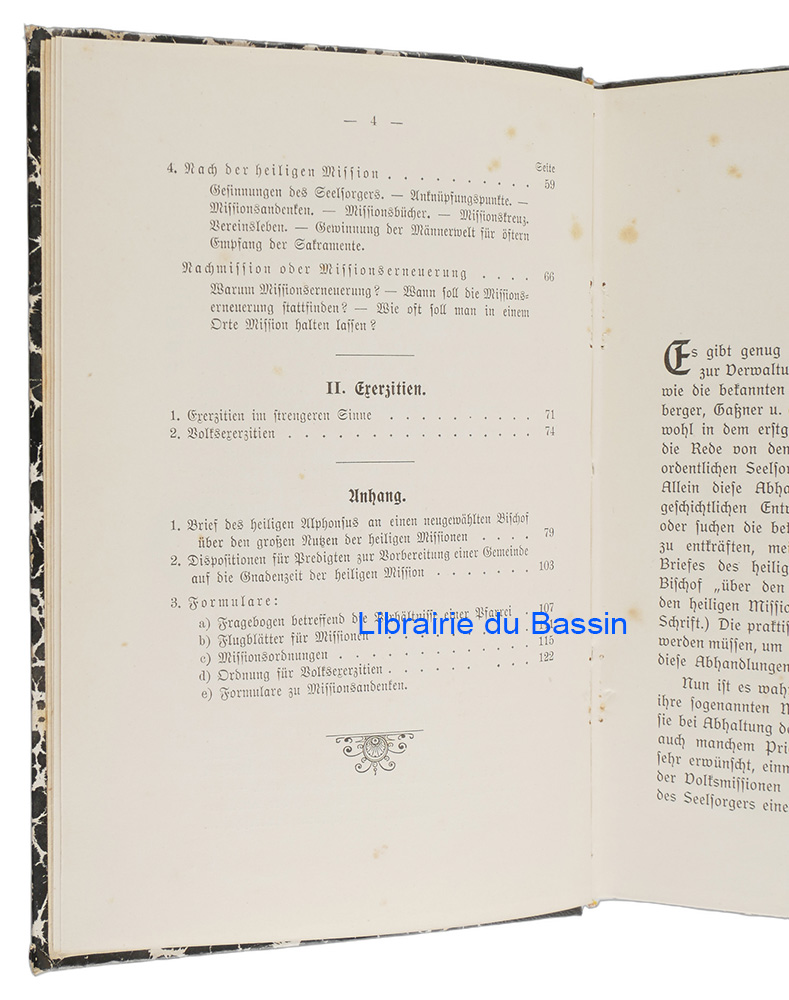 — 4 —
Seite
4. Nach der heiligen Mission . . . . . . . . . . 59
Gesinnungen des Seelsorgers. — Anknüpfungspunkte. —
Missionsandenken. — Missionsbücher. — Missionskreuz.
Vereinsleben. — Gewinnung der Männerwelt für östern
Empfang der Sakramente.
Nachmission oder Missionserneuerung . . . . 66
Warum Missionserneuerung? — Wann soll die Missions=
erneuerung stattfinden? — Wie oft soll man in einem
Orte Mission halten lassen?
II. Exerzitien.
1. Exerzitien im strengeren Sinne . . . . . . . . . 71
2. Volksexerzitien . . . . . . . . . . . . . . . 74
Anhang.
1. Brief des heiligen Alphonsus an einen neugewählten Bischof
über den großen Nutzen der heiligen Missionen . . . . 79
2. Dispositionen für Predigten zur Vorbereitung einer Gemeinde
auf die Gnadenzeit der heiligen Mission . . . . . . . 103
3. Formulare:
a) Fragebogen betreffend die Verhältnisse einer Pfarrei . 107
b) Flugblätter für Missionen
c) Missionsordnungen . . . . . . . . . . . 115
d) Ordnung für Volksexerzitien . . . . . . . . . 122
e) Formulare zu Missionsandenken.
Librairie du Bassin
Es gibt genug
zur Verwaltu
wie die bekannten
berger, Gaßner u.
wohl in dem erstg
die Rede von den
ordentlichen Seelsor
Allein diese Abha
geschichtlichen Entr
oder suchen die bek
zu entkräften, me
Briefes des heilig
Bischof „über den
den heiligen Missio
Schrift.) Die praktis
werden müssen, um
diese Abhandlungen
Nun ist es wahr
ihre sogenannten M
sie bei Abhaltung de
auch manchem Prie
sehr erwünscht, einm
der Volksmissionen
des Seelsorgers eine